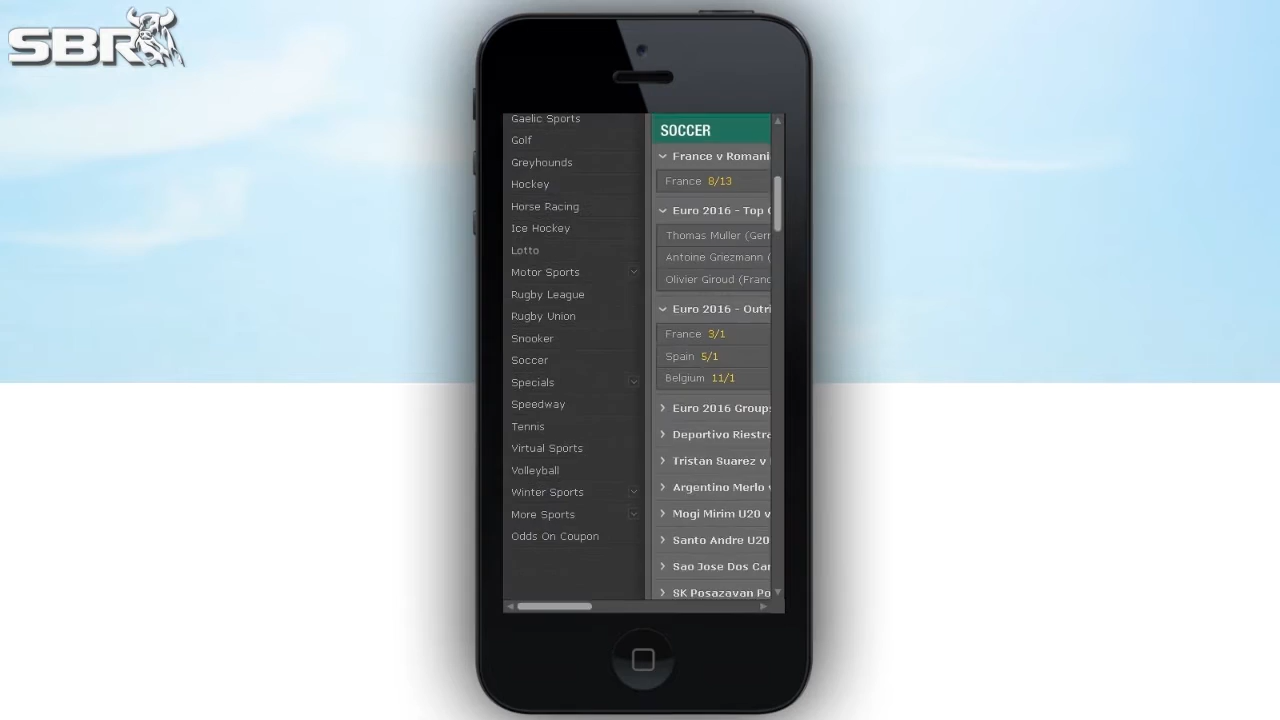 SBR
Gaelic Sports
Golf
Greyhounds
Hockey
Horse Racing
Ice Hockey
Lotto
Motor Sports
Rugby League
Rugby Union
Snooker
Soccer
Specials
Speedway
Tennis
Virtual Sports
Volleyball
Winter Sports
More Sports
Odds On Coupon
SOCCER
France v Romani
France 8/13
Euro 2016 - Top
Thomas Muller (Gerr
Antoine Griezmann (
Olivier Giroud (Franc
Euro 2016 - Outri
France 3/1
Spain 5/1
Belgium 11/1
Euro 2016 Groups
Deportivo Riestra
Tristan Suarez v
Argentino Merlo v
Mogi Mirim U20 v
Santo Andre U20
Sao Jose Dos Car
SK Posazavan Po